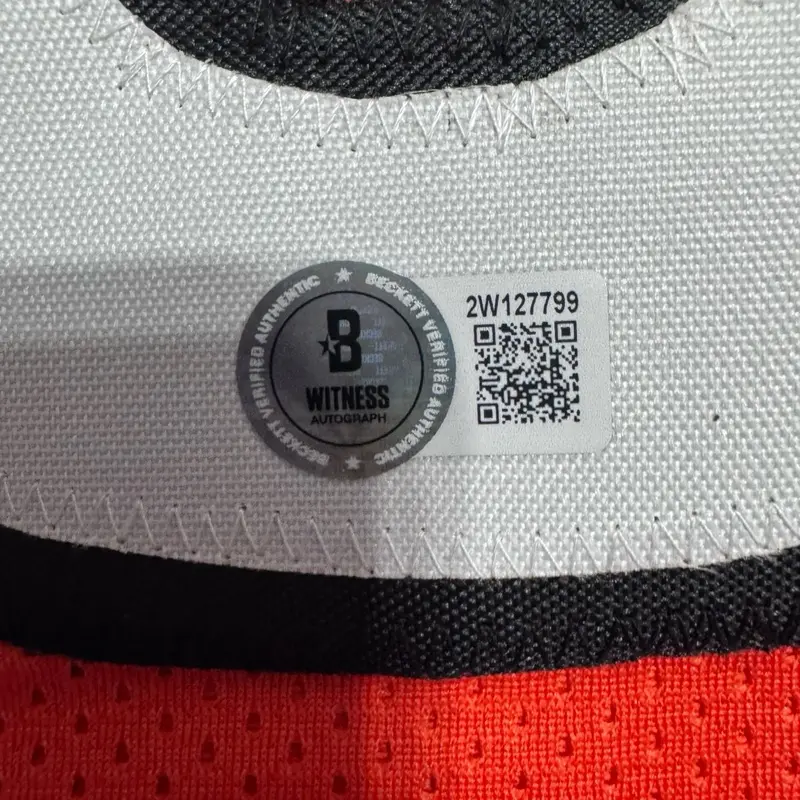 BECKETT VERIFIED AUTHENTIC
BECKETT VERIFIED AUTHENTIC
B
WITNESS
AUTOGRAPH
2W127799